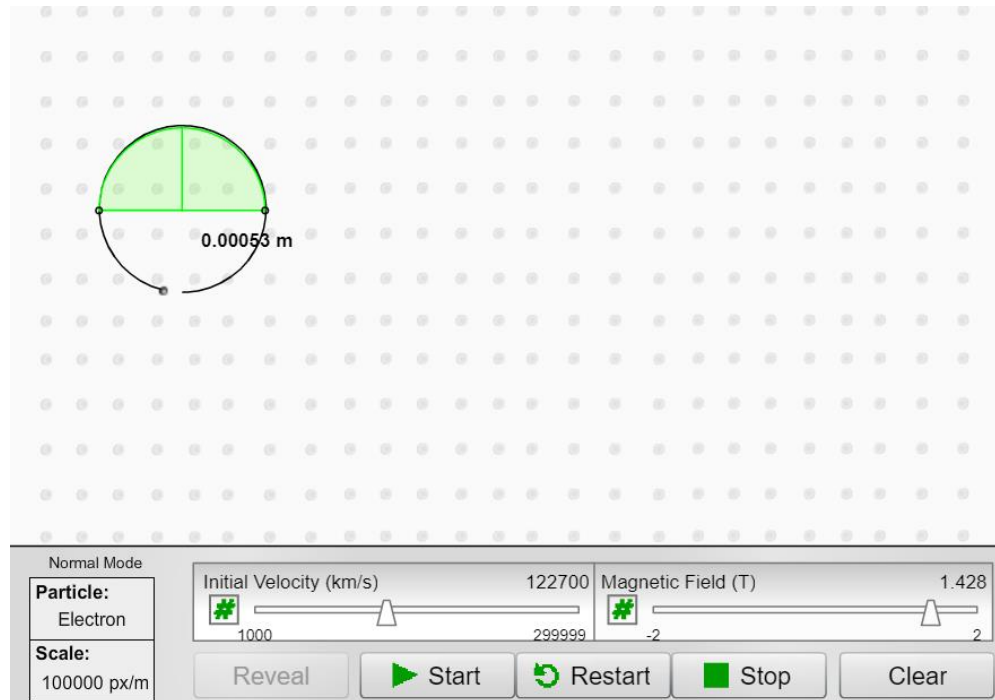 0.00053 m
Normal Mode
Particle:
Electron
Scale:
100000 px/m
Initial Velocity (km/s) 122700
#
1000 299999
Magnetic Field (T) 1.428
#
-2 2
Reveal
Start
Restart
Stop
Clear